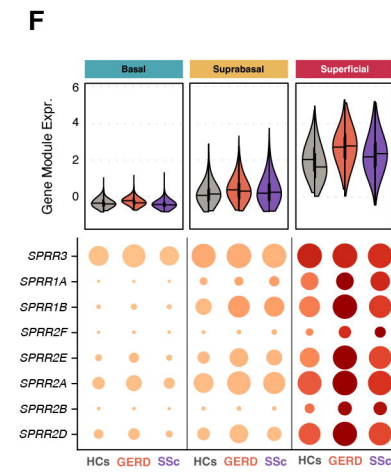 F
Basal Suprabasal Superficial
Gene Module Expr.
6
4
2
0
SPRR3
SPRR1A
SPRR1B
SPRR2F
SPRR2E
SPRR2A
SPRR2B
SPRR2D
HCs GERD SSc HCs GERD SSc HCs GERD SSc